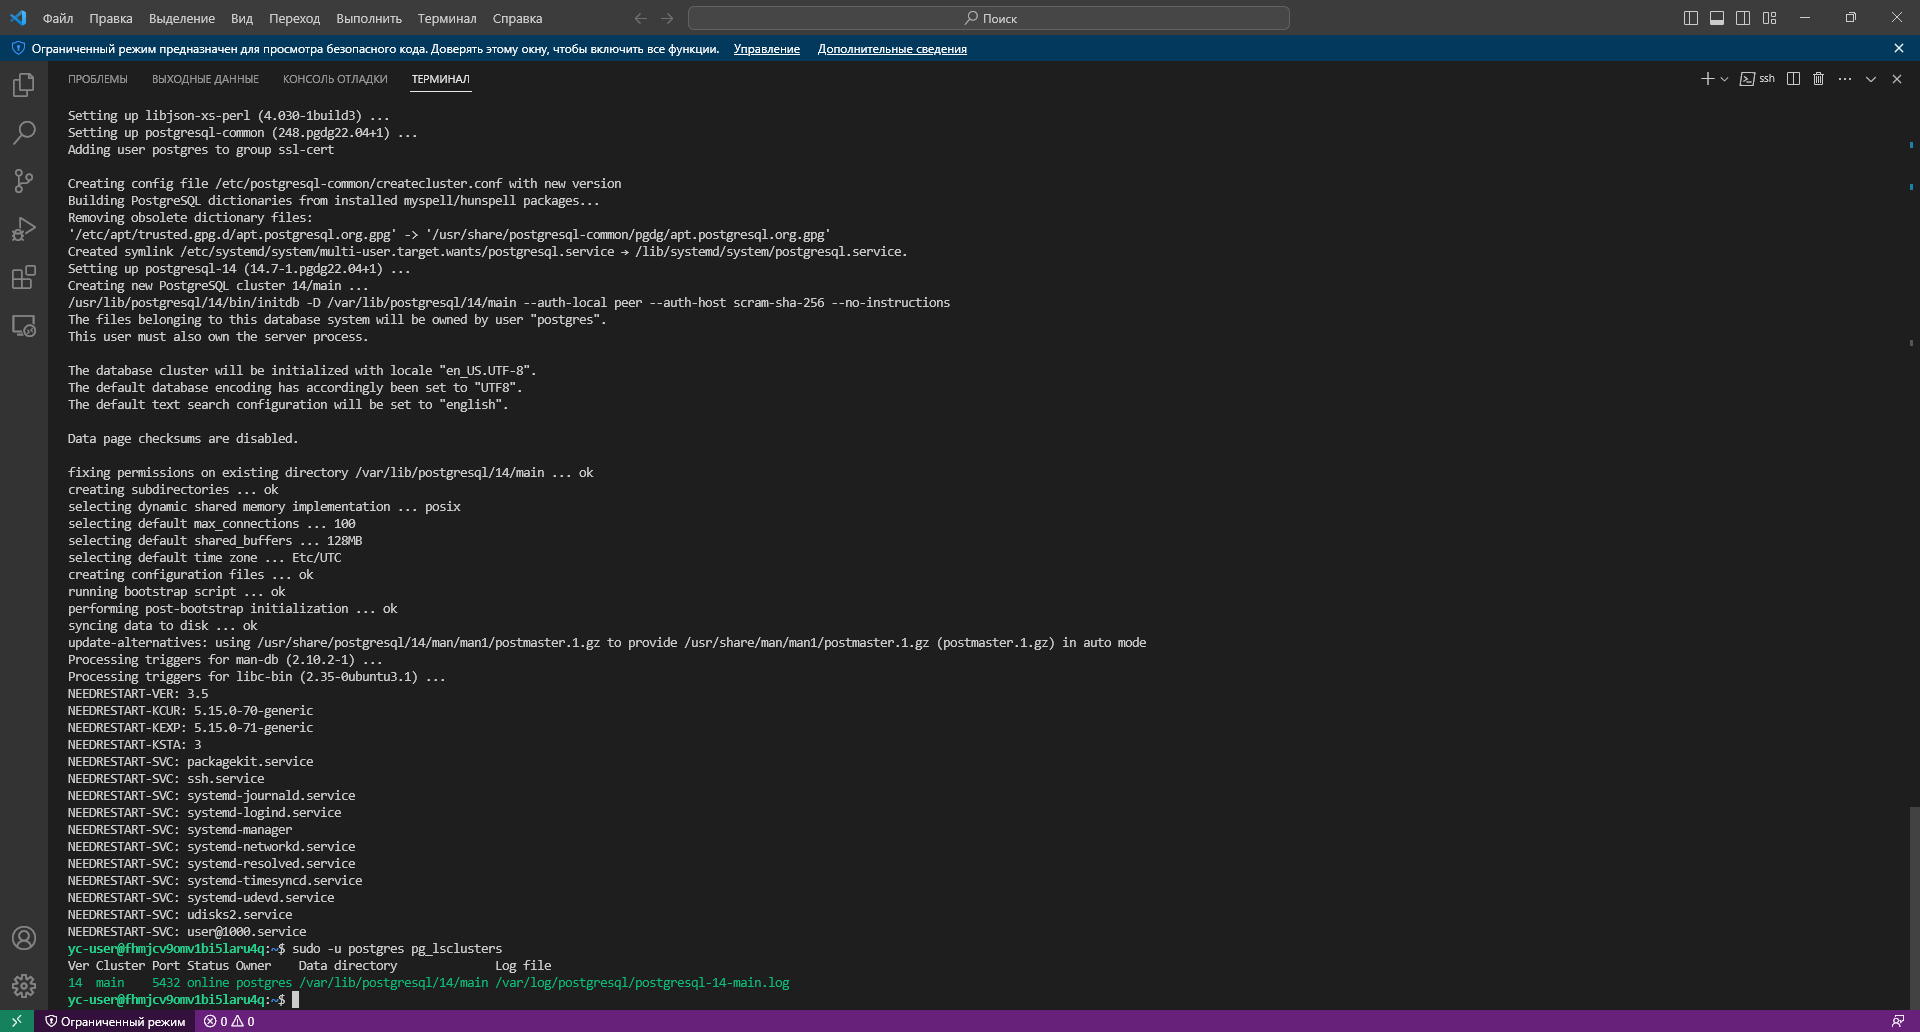 Файл Правка Выделение Вид Переход Выполнить Терминал Справка Поиск
Ограниченный режим предназначен для просмотра безопасного кода. Доверять этому окну, чтобы включить все функции. Управление Дополнительные сведения
ПРОБЛЕМЫ ВЫХОДНЫЕ ДАННЫЕ КОНСОЛЬ ОТЛАДКИ ТЕРМИНАЛ ssh
Setting up libjson-xs-perl (4.030-1build3) ...
Setting up postgresql-common (248.pgdg22.04+1) ...
Adding user postgres to group ssl-cert
Creating config file /etc/postgresql-common/createcluster.conf with new version
Building PostgreSQL dictionaries from installed myspell/hunspell packages...
Removing obsolete dictionary files:
'/etc/apt/trusted.gpg.d/apt.postgresql.org.gpg' -> '/usr/share/postgresql-common/pgdg/apt.postgresql.org.gpg'
Created symlink /etc/systemd/system/multi-user.target.wants/postgresql.service → /lib/systemd/system/postgresql.service.
Setting up postgresql-14 (14.7-1.pgdg22.04+1) ...
Creating new PostgreSQL cluster 14/main ...
/usr/lib/postgresql/14/bin/initdb -D /var/lib/postgresql/14/main --auth-local peer --auth-host scram-sha-256 --no-instructions
The files belonging to this database system will be owned by user "postgres".
This user must also own the server process.
The database cluster will be initialized with locale "en_US.UTF-8".
The default database encoding has accordingly been set to "UTF8".
The default text search configuration will be set to "english".
Data page checksums are disabled.
fixing permissions on existing directory /var/lib/postgresql/14/main ... ok
creating subdirectories ... ok
selecting dynamic shared memory implementation ... posix
selecting default max_connections ... 100
selecting default shared_buffers ... 128MB
selecting default time zone ... Etc/UTC
creating configuration files ... ok
running bootstrap script ... ok
performing post-bootstrap initialization ... ok
syncing data to disk ... ok
update-alternatives: using /usr/share/postgresql/14/man/man1/postmaster.1.gz to provide /usr/share/man/man1/postmaster.1.gz (postmaster.1.gz) in auto mode
Processing triggers for man-db (2.10.2-1) ...
Processing triggers for libc-bin (2.35-0ubuntu3.1) ...
NEEDRESTART-VER: 3.5
NEEDRESTART-KCUR: 5.15.0-70-generic
NEEDRESTART-KEXP: 5.15.0-71-generic
NEEDRESTART-KSTA: 3
NEEDRESTART-SVC: packagekit.service
NEEDRESTART-SVC: ssh.service
NEEDRESTART-SVC: systemd-journald.service
NEEDRESTART-SVC: systemd-logind.service
NEEDRESTART-SVC: systemd-manager
NEEDRESTART-SVC: systemd-networkd.service
NEEDRESTART-SVC: systemd-resolved.service
NEEDRESTART-SVC: systemd-timesyncd.service
NEEDRESTART-SVC: systemd-udevd.service
NEEDRESTART-SVC: udisks2.service
NEEDRESTART-SVC: user@1000.service
yc-user@fhmjcv9omv1bi5laru4q:~$ sudo -u postgres pg_lsclusters
Ver Cluster Port Status Owner Data directory Log file
14 main 5432 online postgres /var/lib/postgresql/14/main /var/log/postgresql/postgresql-14-main.log
yc-user@fhmjcv9omv1bi5laru4q:~$
Ограниченный режим 0 0